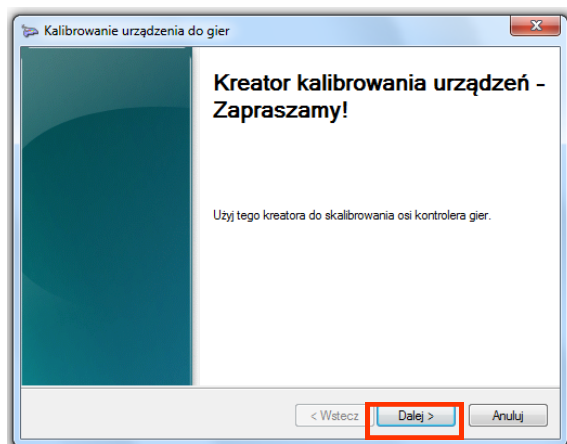 Kalibrowanie urządzenia do gier
Kreator kalibrowania urządzeń -
Zapraszamy!
Użyj tego kreatora do skalibrowania osi kontrolera gier.
< Wstecz Dalej > Anuluj